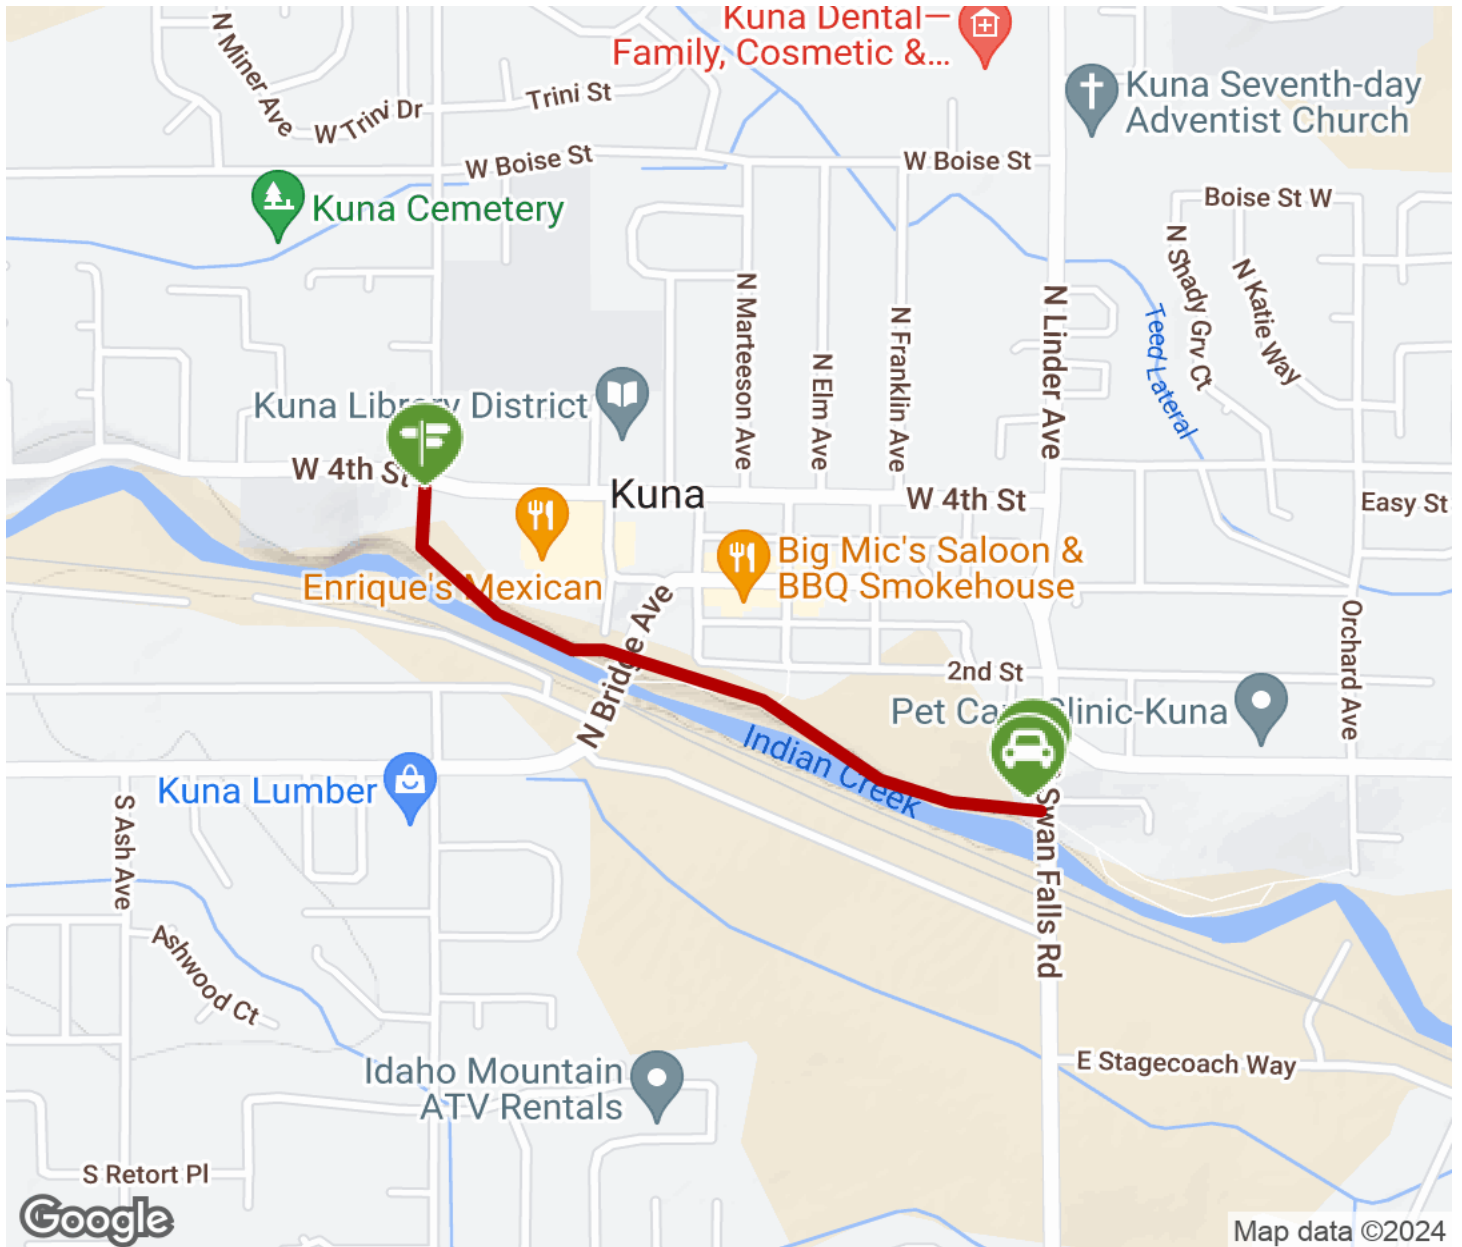 Kuna Dental—
Family, Cosmetic &...
N Miner Ave
W Trini Dr
Trini St
Kuna Seventh-day
Adventist Church
W Boise St
W Boise St
Boise St W
Kuna Cemetery
N Shady Grv Ct
N Katie Way
N Marteeson Ave
N Elm Ave
N Franklin Ave
N Linder Ave
Teed Lateral
Kuna Library District
W 4th St
Kuna
W 4th St
Easy St
Enrique's Mexican
Big Mic's Saloon &
BBQ Smokehouse
N Bridge Ave
2nd St
Orchard Ave
Pet Ca Clinic-Kuna
Indian Creek
Kuna Lumber
S Ash Ave
Swan Falls Rd
Ashwood Ct
Idaho Mountain
ATV Rentals
E Stagecoach Way
S Retort Pl
Google
Map data ©2024